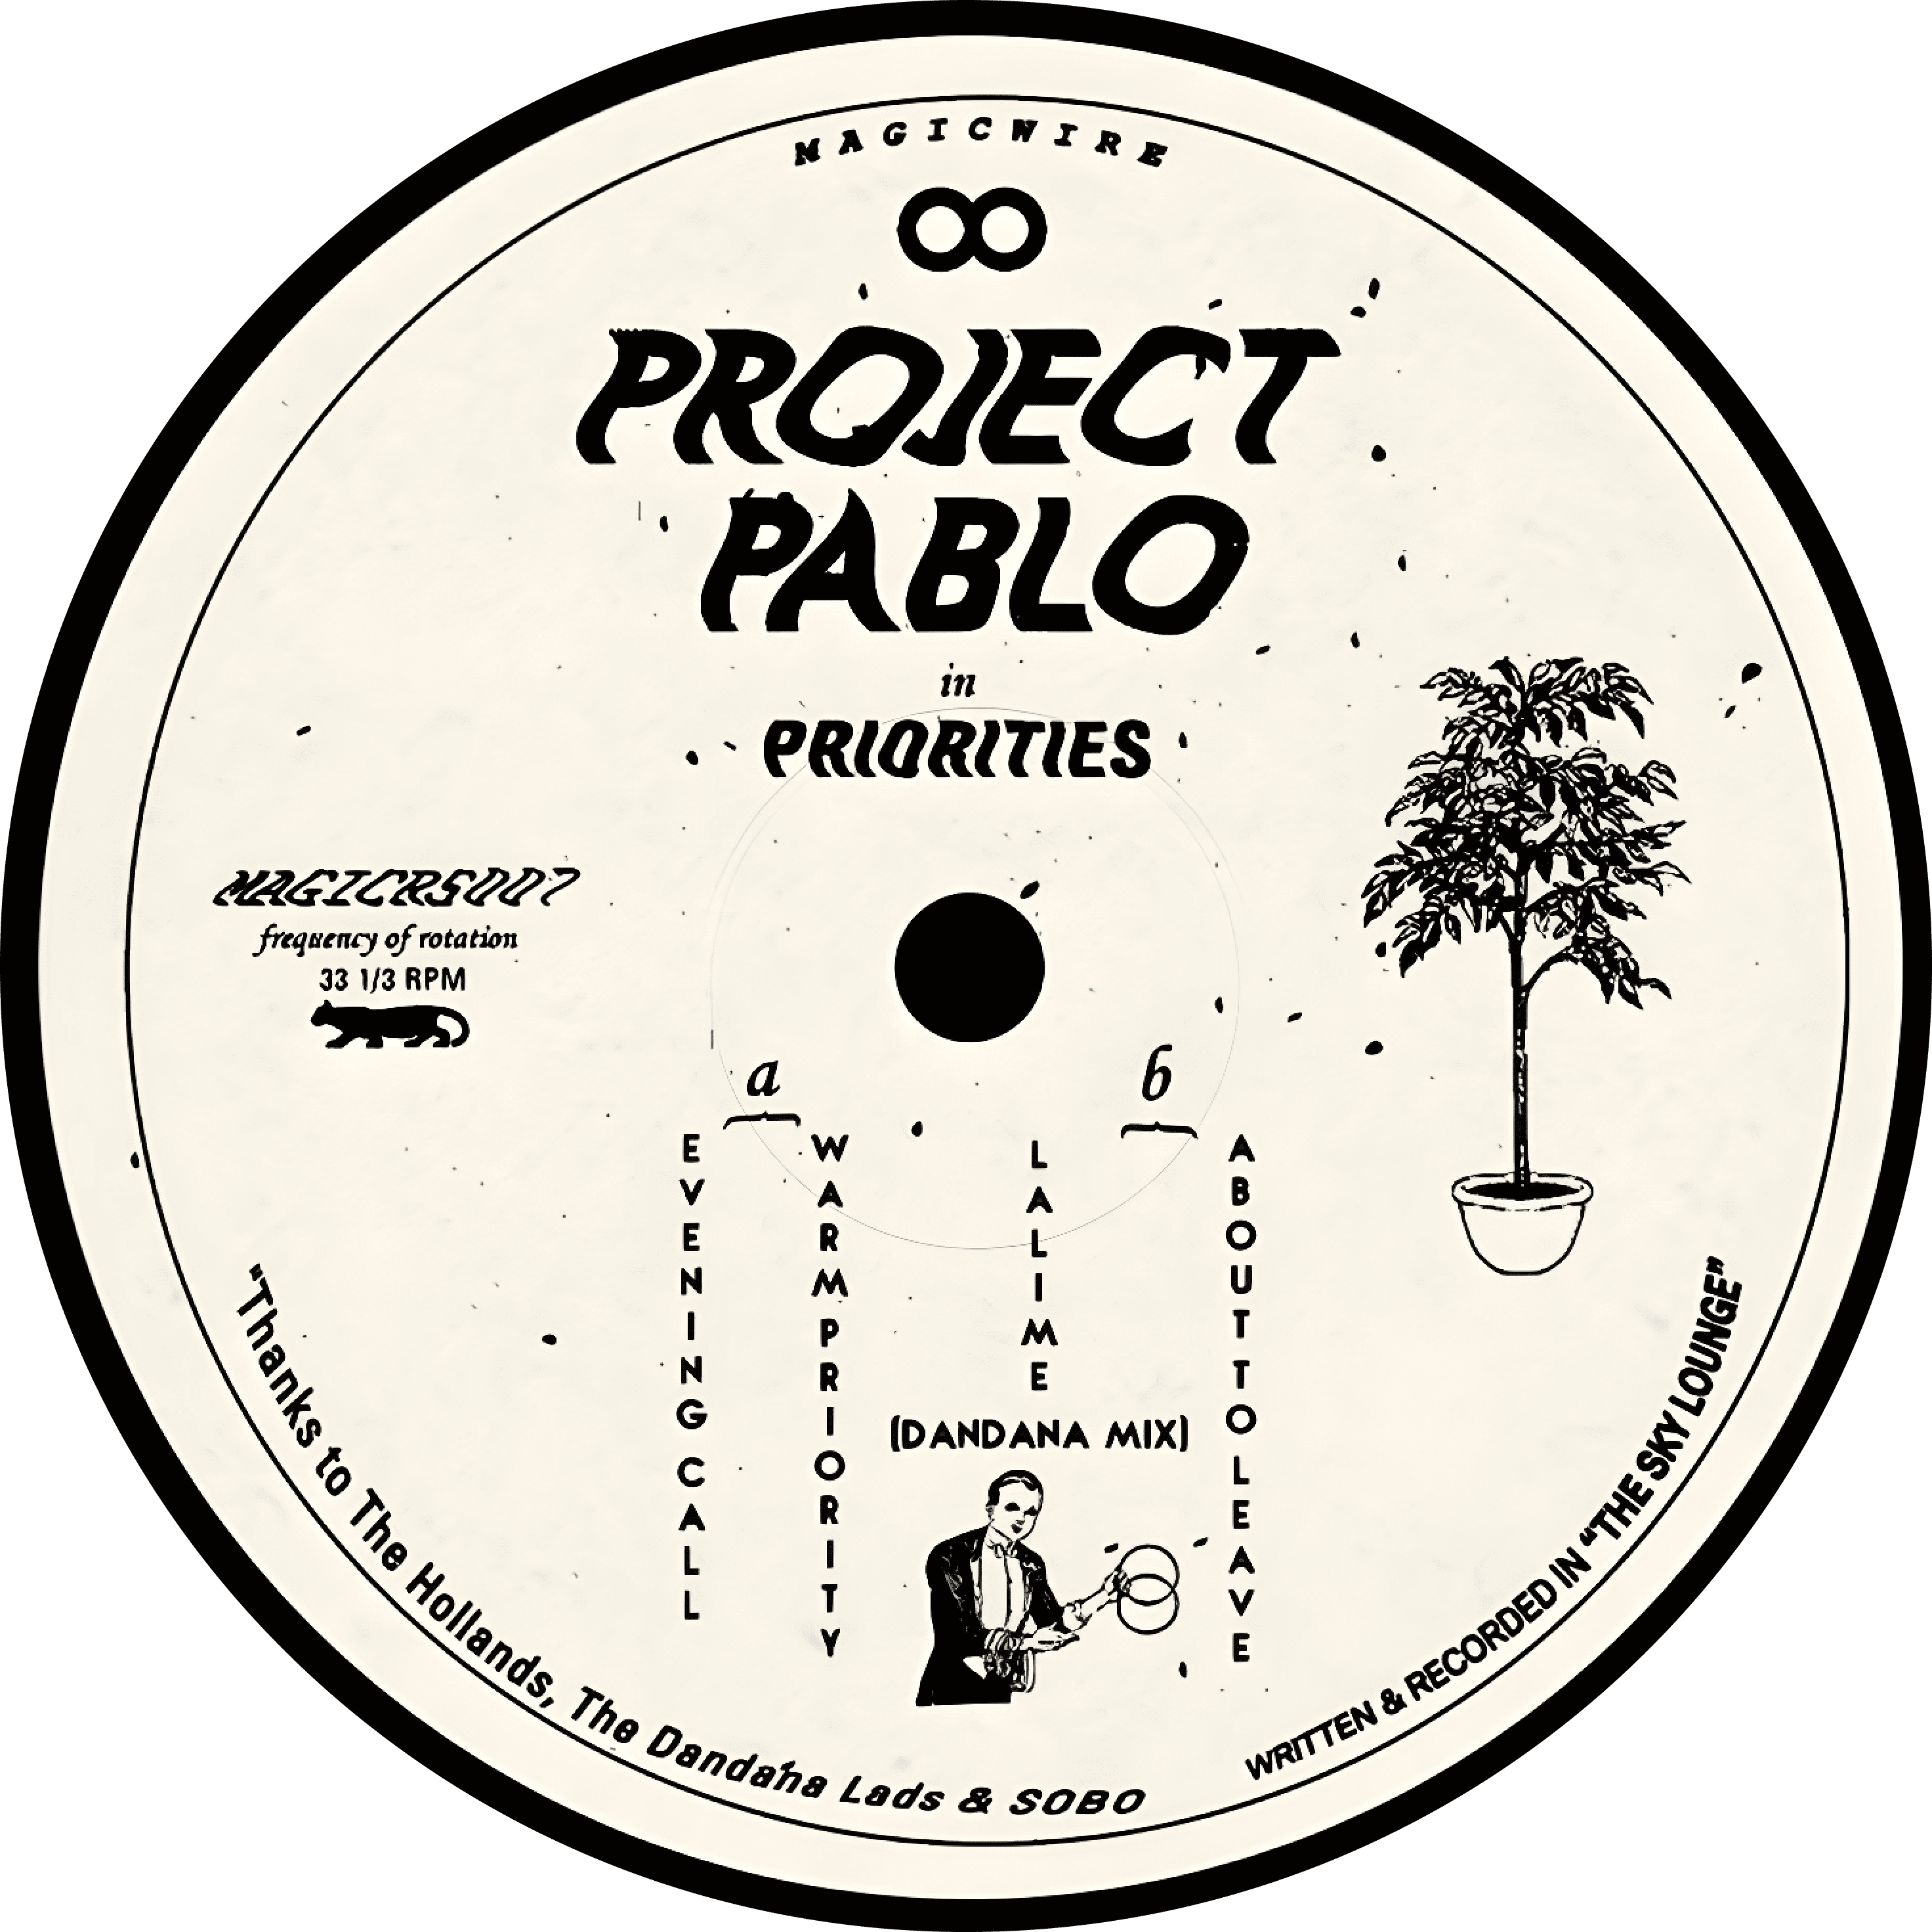 MAGICWIRE
PROJECT
PABLO
in
PRIORITIES
MAGICRS007
frequency of rotation
33 1/3 RPM
a
EVENING CALL
WARM PRIORITY
b
LA LIME
(DANDANA MIX)
ABOUT TO LEAVE
"Thanks to The Hollands, The Dandana Lads & SOBO
WRITTEN & RECORDED IN "THE SKY LOUNGE"